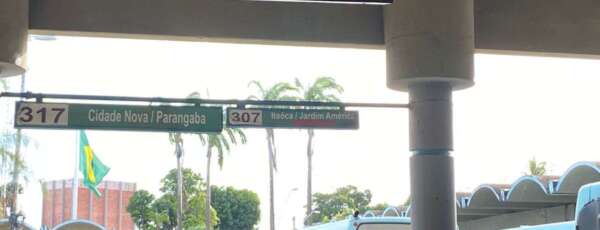 317 Cidade Nova / Parangaba
307 Itaóca / Jardim América